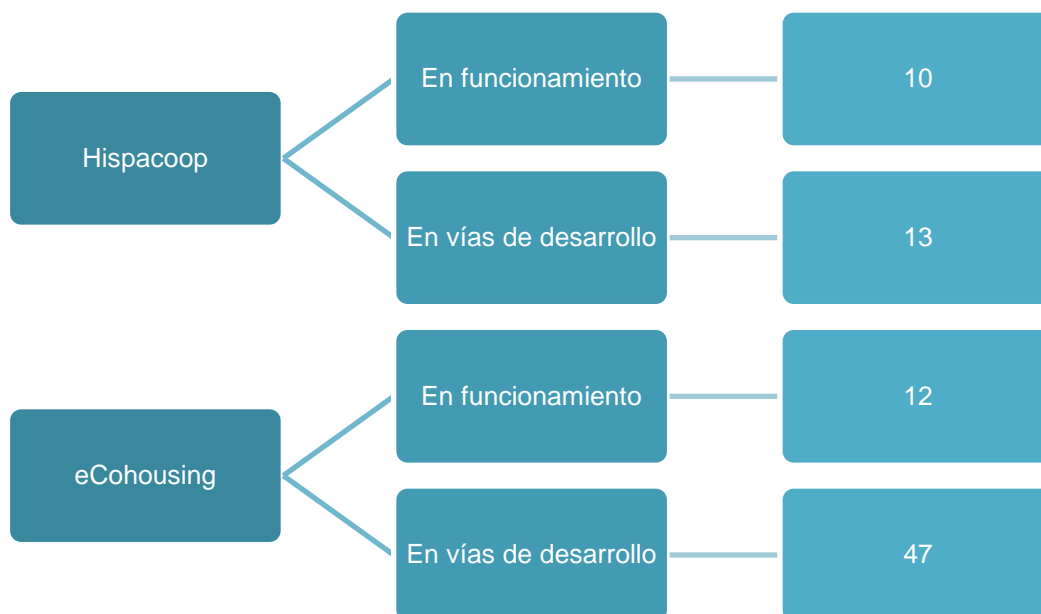 Hispacoop
En funcionamiento
10
En vías de desarrollo
13
eCohousing
En funcionamiento
12
En vías de desarrollo
47